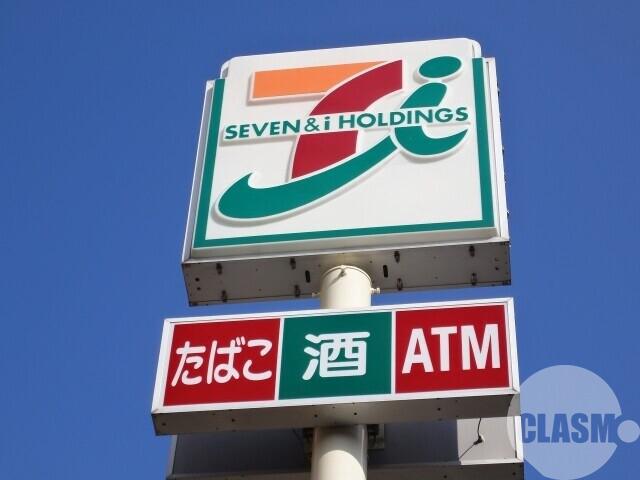 SEVEN & i HOLDINGS
たばこ 酒 ATM
CLASM